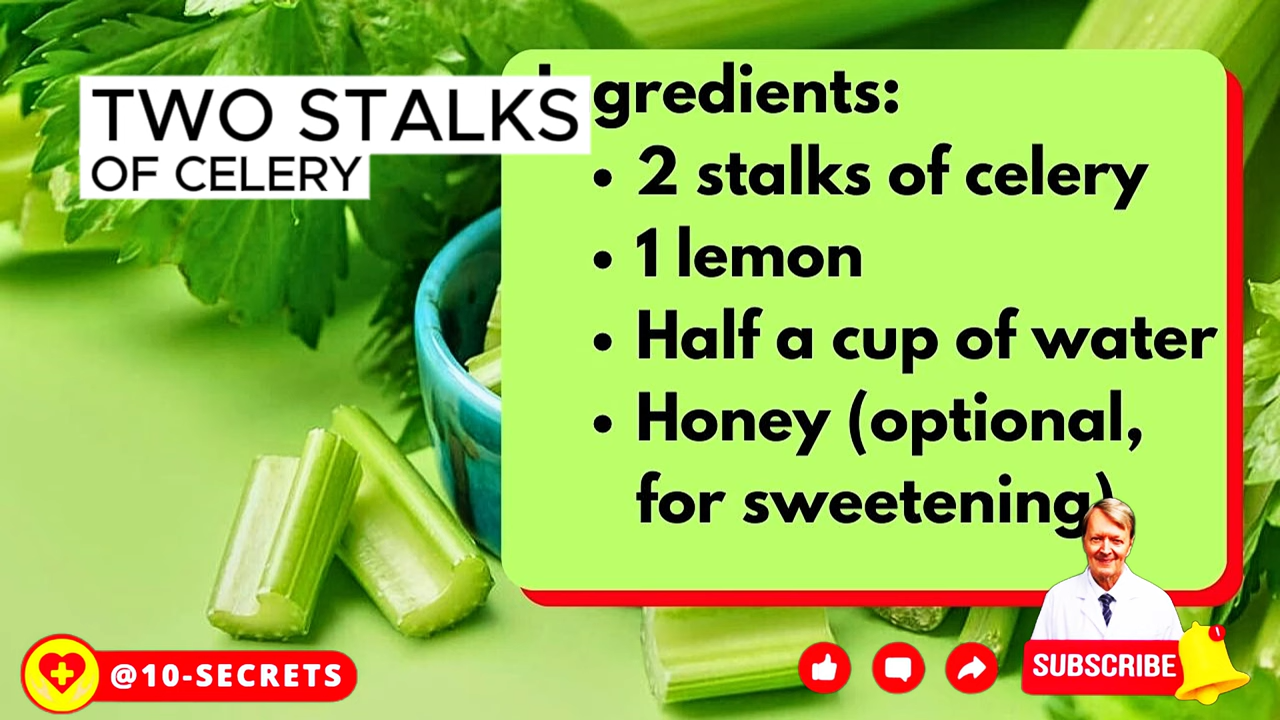 TWO STALKS
OF CELERY
gredients:
• 2 stalks of celery
• 1 lemon
• Half a cup of water
• Honey (optional,
for sweetening)
@10-SECRETS
SUBSCRIBE